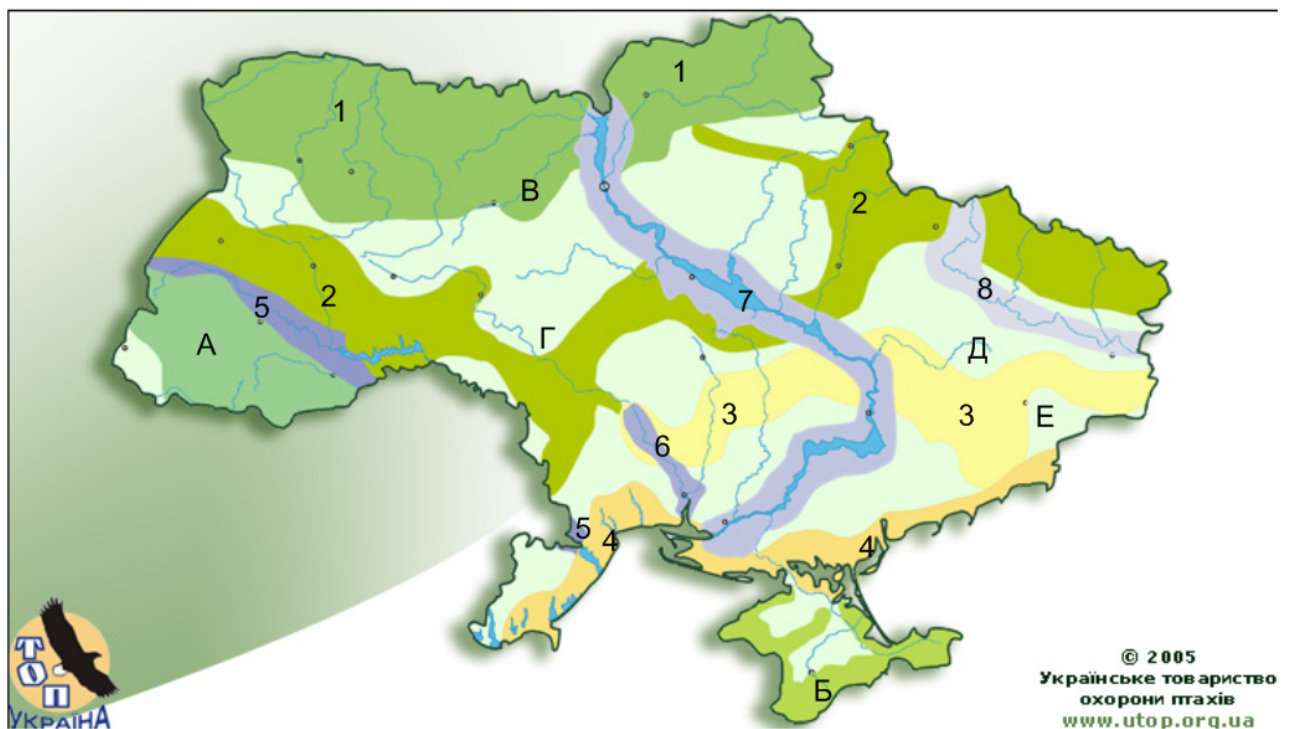 1
1
В
2
5
2
А
7
8
Г
Д
3
3
Е
6
5
4
4
Б
ТОП
УКРАЇНА
© 2005
Українське товариство
охорони птахів
www.utop.org.ua